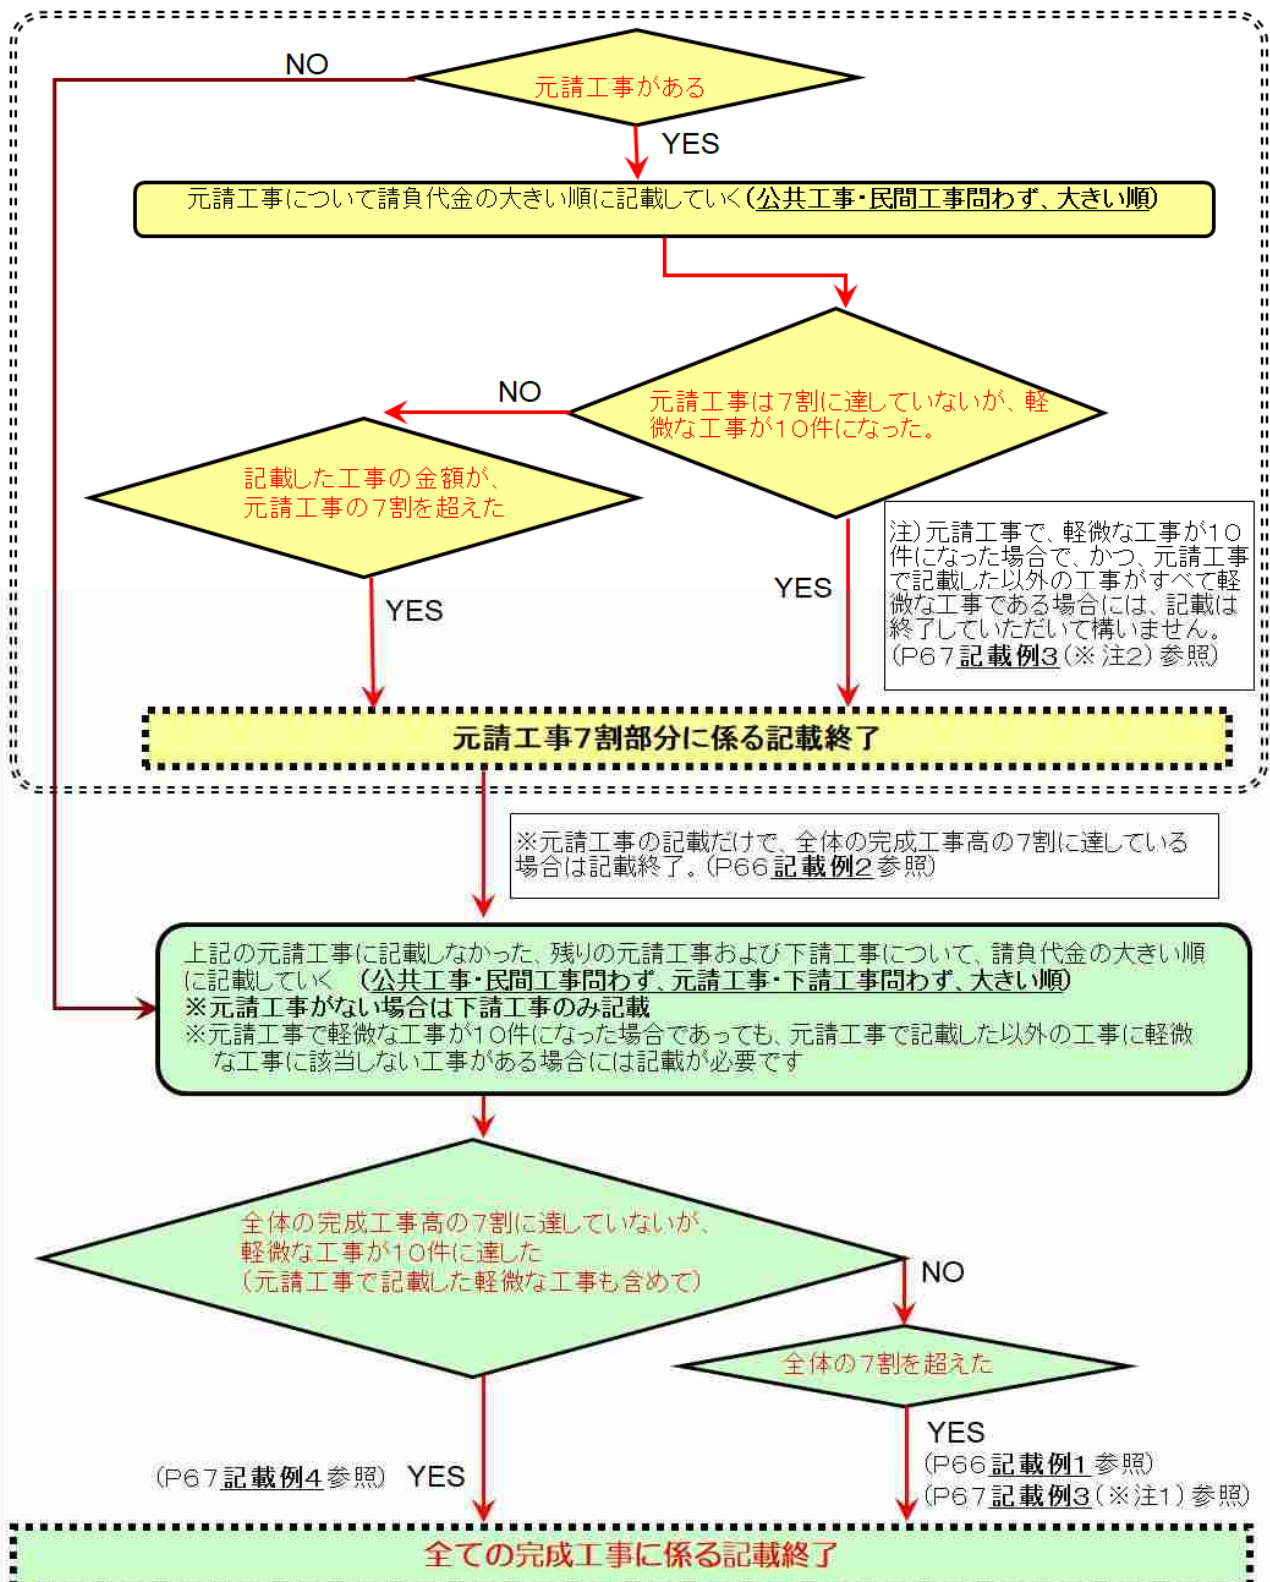 元請工事がある
NO
YES
元請工事について請負代金の大きい順に記載していく(公共工事・民間工事問わず、大きい順)
元請工事は7割に達していないが、軽
微な工事が10件になった。
NO
記載した工事の金額が、
元請工事の7割を超えた
YES
YES
注)元請工事で、軽微な工事が10
件になった場合で、かつ、元請工事
で記載した以外の工事がすべて軽
微な工事である場合には、記載は
終了していただいて構いません。
(P67記載例3(※注2)参照)
元請工事7割部分に係る記載終了
※元請工事の記載だけで、全体の完成工事高の7割に達している
場合は記載終了。(P66記載例2参照)
上記の元請工事に記載しなかった、残りの元請工事および下請工事について、請負代金の大きい順
に記載していく (公共工事・民間工事問わず、元請工事・下請工事問わず、大きい順)
※元請工事がない場合は下請工事のみ記載
※元請工事で軽微な工事が10件になった場合であっても、元請工事で記載した以外の工事に軽微
な工事に該当しない工事がある場合には記載が必要です
全体の完成工事高の7割に達していないが、
軽微な工事が10件に達した
(元請工事で記載した軽微な工事も含めて)
NO
全体の7割を超えた
YES
(P66記載例1参照)
(P67記載例3(※注1)参照)
(P67記載例4参照) YES
全ての完成工事に係る記載終了